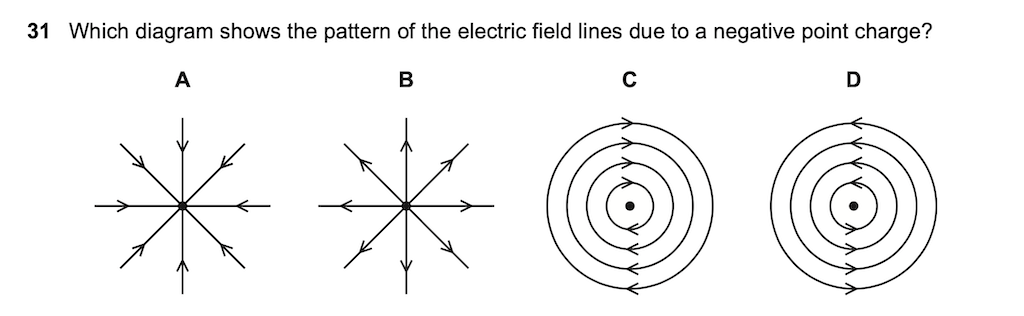 31 Which diagram shows the pattern of the electric field lines due to a negative point charge?
A B C D